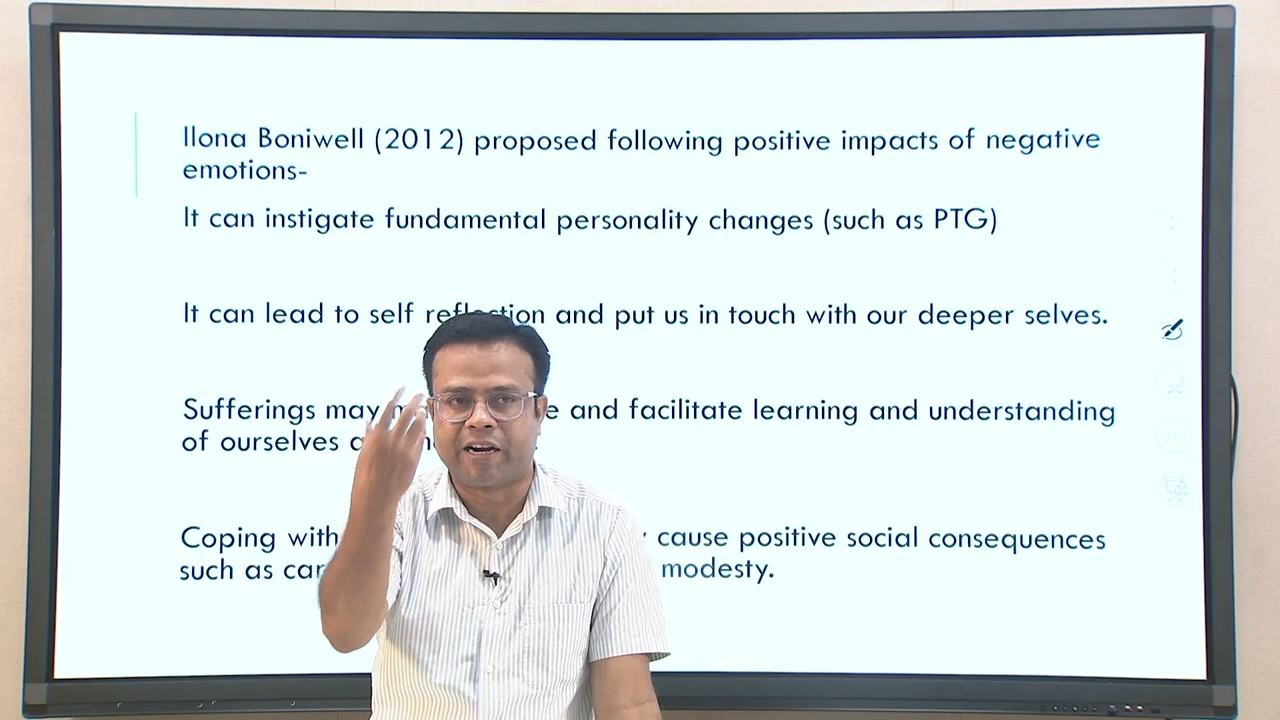 Ilona Boniwell (2012) proposed following positive impacts of negative
emotions-
It can instigate fundamental personality changes (such as PTG)
It can lead to self reflection and put us in touch with our deeper selves.
Sufferings may and facilitate learning and understanding
of ourselves
Coping with cause positive social consequences
such as modesty.